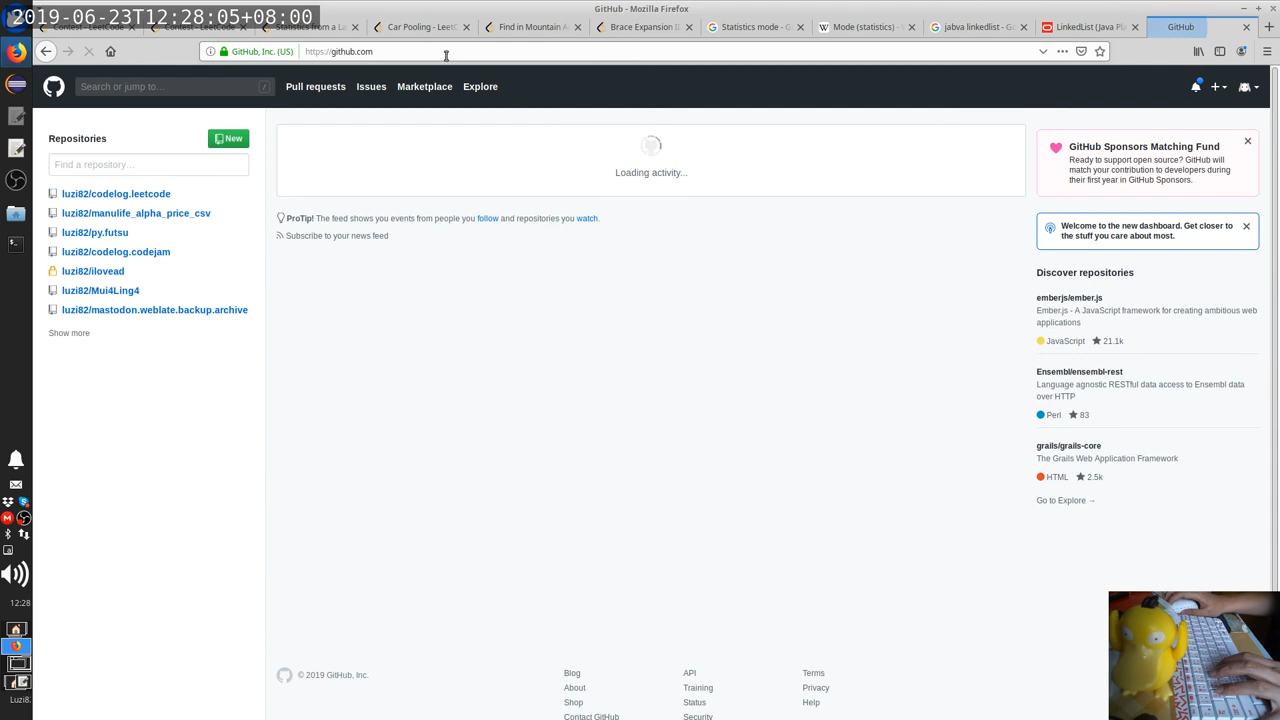 2019-06-23T12:28:05+08:00
GitHub - Mozilla Firefox
Contest - LeetCode
Contest - LeetCode
Statistics from a La
Car Pooling - LeetC
Find in Mountain A
Brace Expansion II
Statistics mode - G
Mode (statistics) -
jabva linkedlist - G
LinkedList (Java Pl
GitHub
GitHub, Inc. (US)
https://github.com
Search or jump to...
/
Pull requests
Issues
Marketplace
Explore
Repositories
New
Find a repository…
luzi82/codelog.leetcode
luzi82/manulife_alpha_price_csv
luzi82/py.futsu
luzi82/codelog.codejam
luzi82/ilovead
luzi82/Mui4Ling4
luzi82/mastodon.weblate.backup.archive
Show more
Loading activity...
ProTip! The feed shows you events from people you follow and repositories you watch.
Subscribe to your news feed
GitHub Sponsors Matching Fund
Ready to support open source? GitHub will
match your contribution to developers during
their first year in GitHub Sponsors.
Welcome to the new dashboard. Get closer to
the stuff you care about most.
Discover repositories
emberjs/ember.js
Ember.js - A JavaScript framework for creating ambitious web
applications
JavaScript 21.1k
Ensembl/ensembl-rest
Language agnostic RESTful data access to Ensembl data
over HTTP
Perl 83
grails/grails-core
The Grails Web Application Framework
HTML 2.5k
Go to Explore →
© 2019 GitHub, Inc.
Blog
About
Shop
Contact GitHub
API
Training
Status
Security
Terms
Privacy
Help
12:28
Luzi8